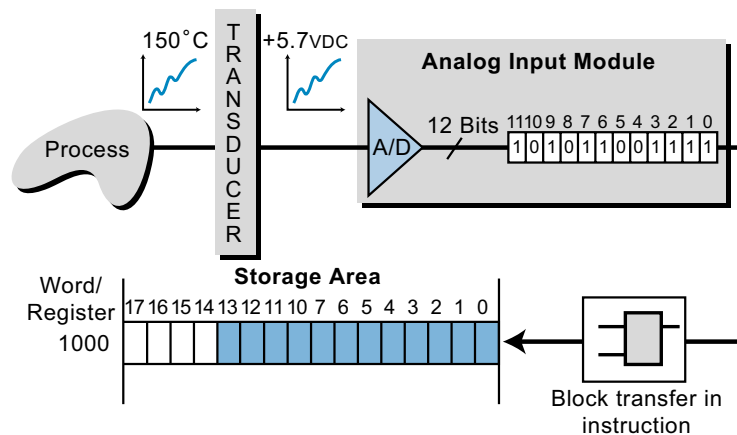 150°C
TRANSDUCER
+5.7VDC
Analog Input Module
Process
A/D
12 Bits
11 10 9 8 7 6 5 4 3 2 1 0
1 0 1 0 1 1 0 0 1 1 1 1
Storage Area
Word/
Register
1000
17 16 15 14 13 12 11 10 7 6 5 4 3 2 1 0
Block transfer in
instruction